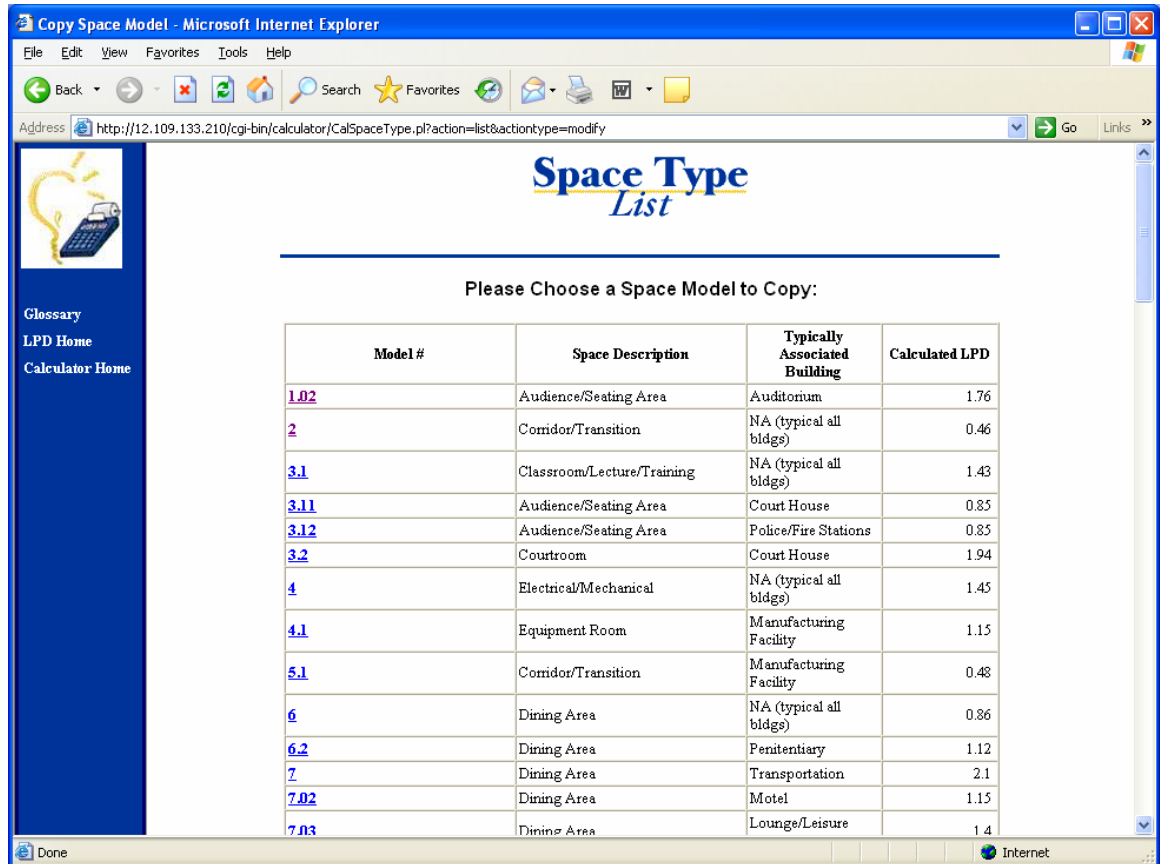 Copy Space Model - Microsoft Internet Explorer
File Edit View Favorites Tools Help
Back Search Favorites
Address http://12.109.133.210/cgi-bin/calculator/CalSpaceType.pl?action=list&actiontype=modify Go Links »
Space Type
List
Please Choose a Space Model to Copy:
Glossary
LPD Home
Calculator Home
Model # Space Description Typically Associated Building Calculated LPD
1.02 Audience/Seating Area Auditorium 1.76
2 Corridor/Transition NA (typical all bldgs) 0.46
3.1 Classroom/Lecture/Training NA (typical all bldgs) 1.43
3.11 Audience/Seating Area Court House 0.85
3.12 Audience/Seating Area Police/Fire Stations 0.85
3.2 Courtroom Court House 1.94
4 Electrical/Mechanical NA (typical all bldgs) 1.45
4.1 Equipment Room Manufacturing Facility 1.15
5.1 Corridor/Transition Manufacturing Facility 0.48
6 Dining Area NA (typical all bldgs) 0.86
6.2 Dining Area Penitentiary 1.12
7 Dining Area Transportation 2.1
7.02 Dining Area Motel 1.15
7.03 Dining Area Lounge/Leisure 1.4
Done Internet